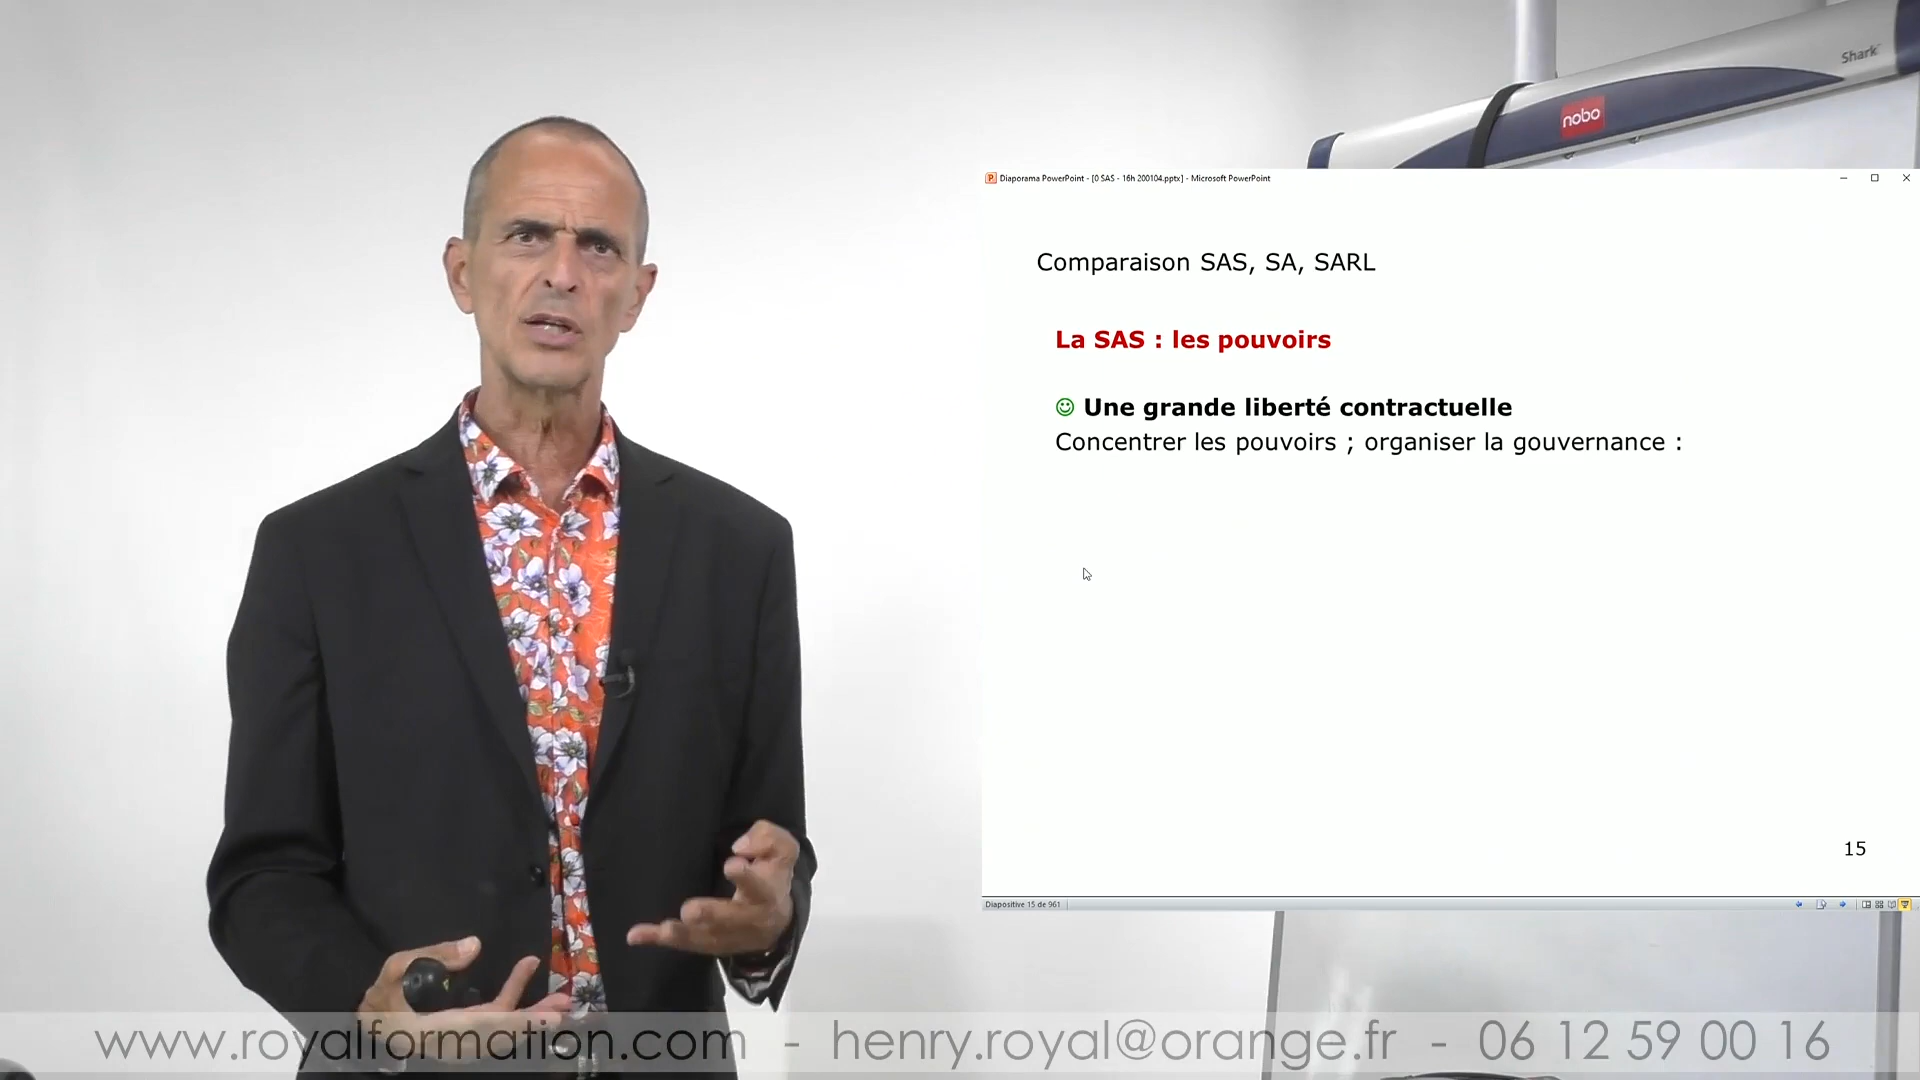 Shark
nobo
Diaporama PowerPoint - [0 SAS - 16h 200104.pptx] - Microsoft PowerPoint
Comparaison SAS, SA, SARL
La SAS : les pouvoirs
Une grande liberté contractuelle
Concentrer les pouvoirs ; organiser la gouvernance :
15
Diapositive 15 de 961
www.royalformation.com - henry.royal@orange.fr - 06 12 59 00 16